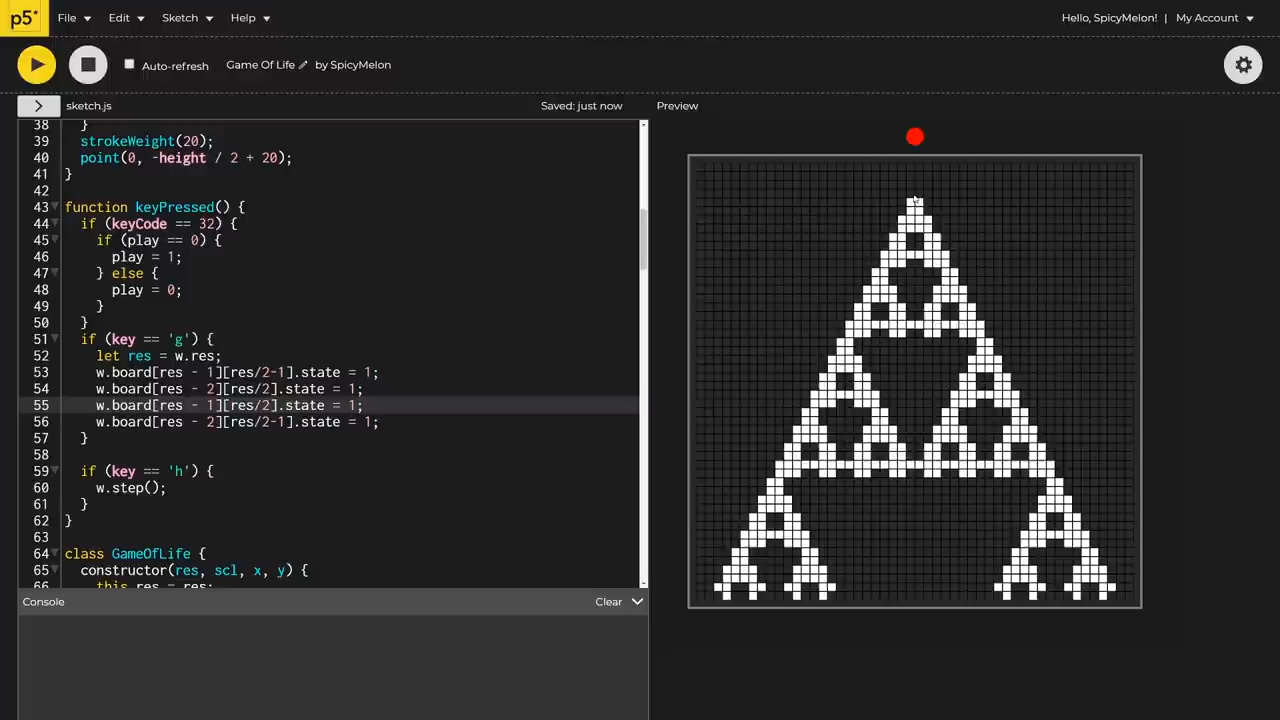 p5* File Edit Sketch Help Hello, SpicyMelon! | My Account
Auto-refresh Game Of Life by SpicyMelon
> sketch.js Saved: just now Preview
38 }
39 strokeWeight(20);
40 point(0, -height / 2 + 20);
41 }
42
43 function keyPressed() {
44 if (keyCode == 32) {
45 if (play == 0) {
46 play = 1;
47 } else {
48 play = 0;
49 }
50 }
51 if (key == 'g') {
52 let res = w.res;
53 w.board[res - 1][res/2-1].state = 1;
54 w.board[res - 2][res/2].state = 1;
55 w.board[res - 1][res/2].state = 1;
56 w.board[res - 2][res/2-1].state = 1;
57 }
58
59 if (key == 'h') {
60 w.step();
61 }
62 }
63
64 class GameOfLife {
65 constructor(res, scl, x, y) {
66 this.res = res;
Console Clear